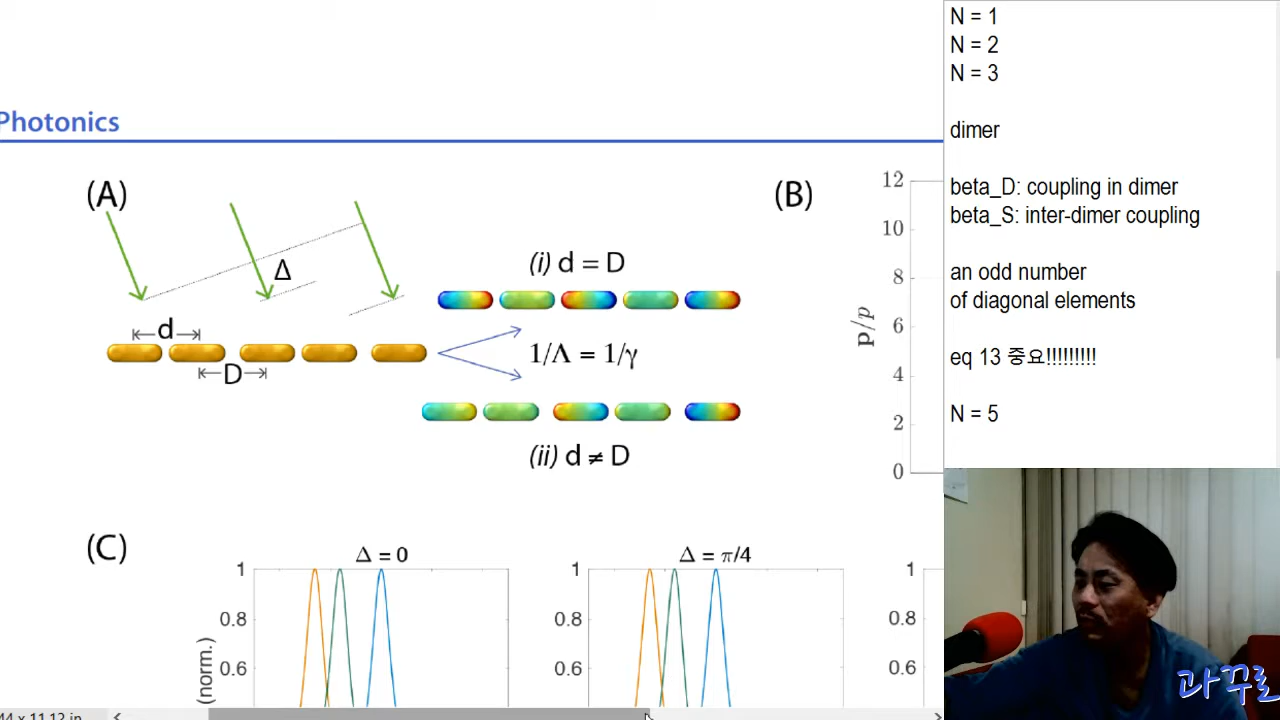 Photonics
(A)
Δ
d
D
(i) d = D
1/Λ = 1/γ
(ii) d ≠ D
(B)
12
10
8
6
4
2
0
P/p
(C)
Δ = 0
1
0.8
0.6
(norm.)
Δ = π/4
1
0.8
0.6
1
0.8
0.6
44 x 11.12 in
N = 1
N = 2
N = 3
dimer
beta_D: coupling in dimer
beta_S: inter-dimer coupling
an odd number
of diagonal elements
eq 13 중요!!!!!!!!!
N = 5
과꾸로